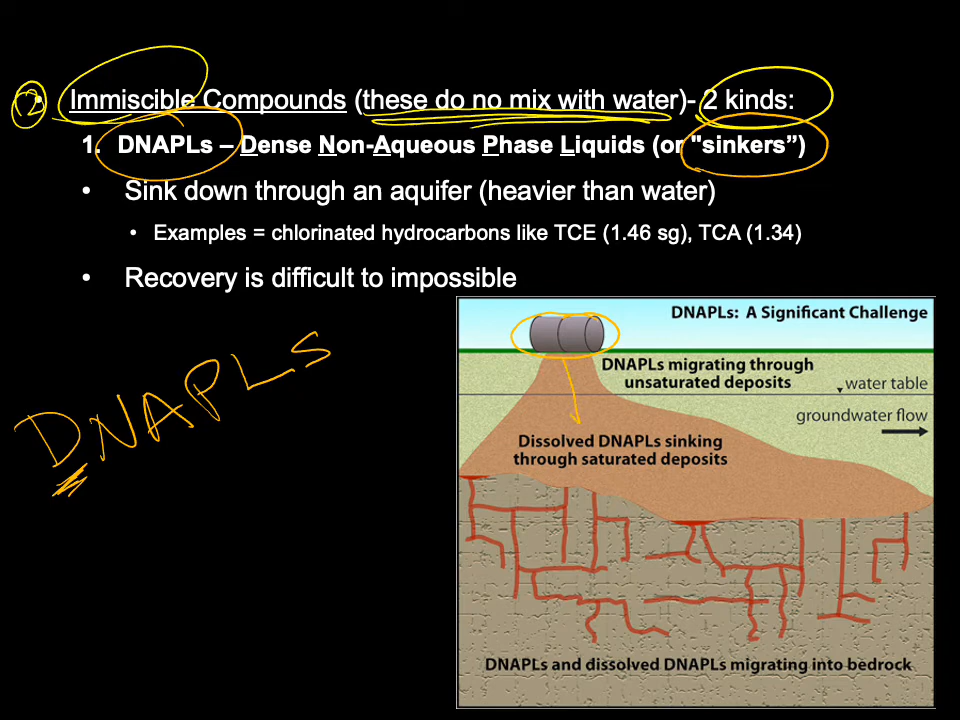 2 • Immiscible Compounds (these do no mix with water)- 2 kinds:
1. DNAPLs – Dense Non-Aqueous Phase Liquids (or "sinkers”)
• Sink down through an aquifer (heavier than water)
• Examples = chlorinated hydrocarbons like TCE (1.46 sg), TCA (1.34)
• Recovery is difficult to impossible
DNAPLs
DNAPLs: A Significant Challenge
DNAPLs migrating through
unsaturated deposits
water table
groundwater flow
Dissolved DNAPLs sinking
through saturated deposits
DNAPLs and dissolved DNAPLs migrating into bedrock